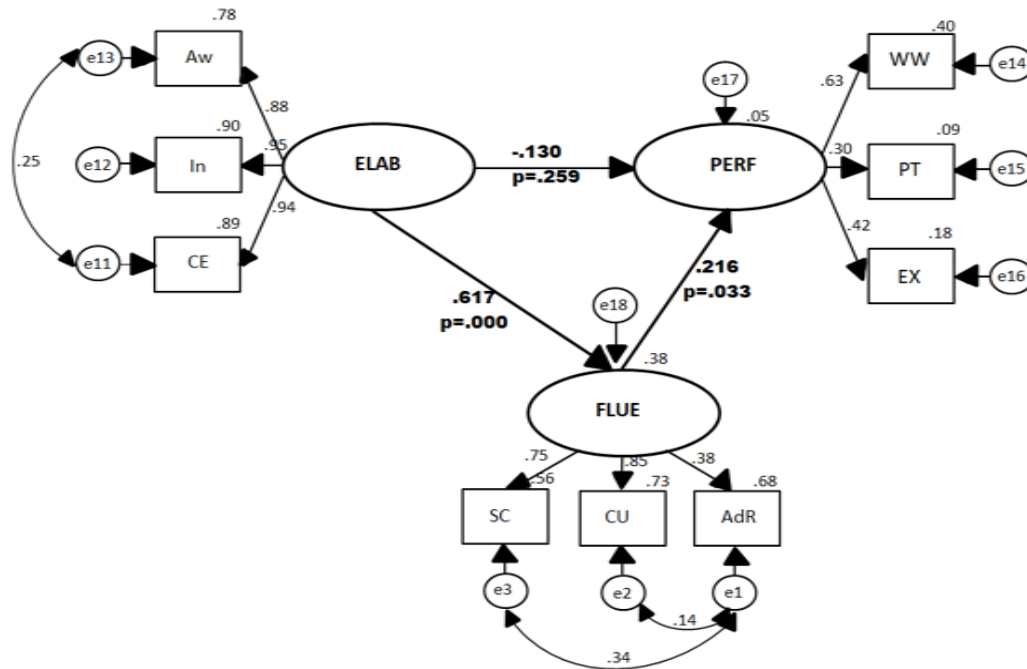 .78
.40
e13
Aw
WW
e14
e17
.63
.88
.05
.90
.09
.25
e12
In
.95
ELAB
-.130
p=.259
PERF
.30
PT
e15
.94
.89
.42
.18
e11
CE
.216
p=.033
EX
e16
.617
p=.000
e18
.38
FLUE
.75
.85
.38
.56
.73
.68
SC
CU
AdR
e3
e2
e1
.14
.34